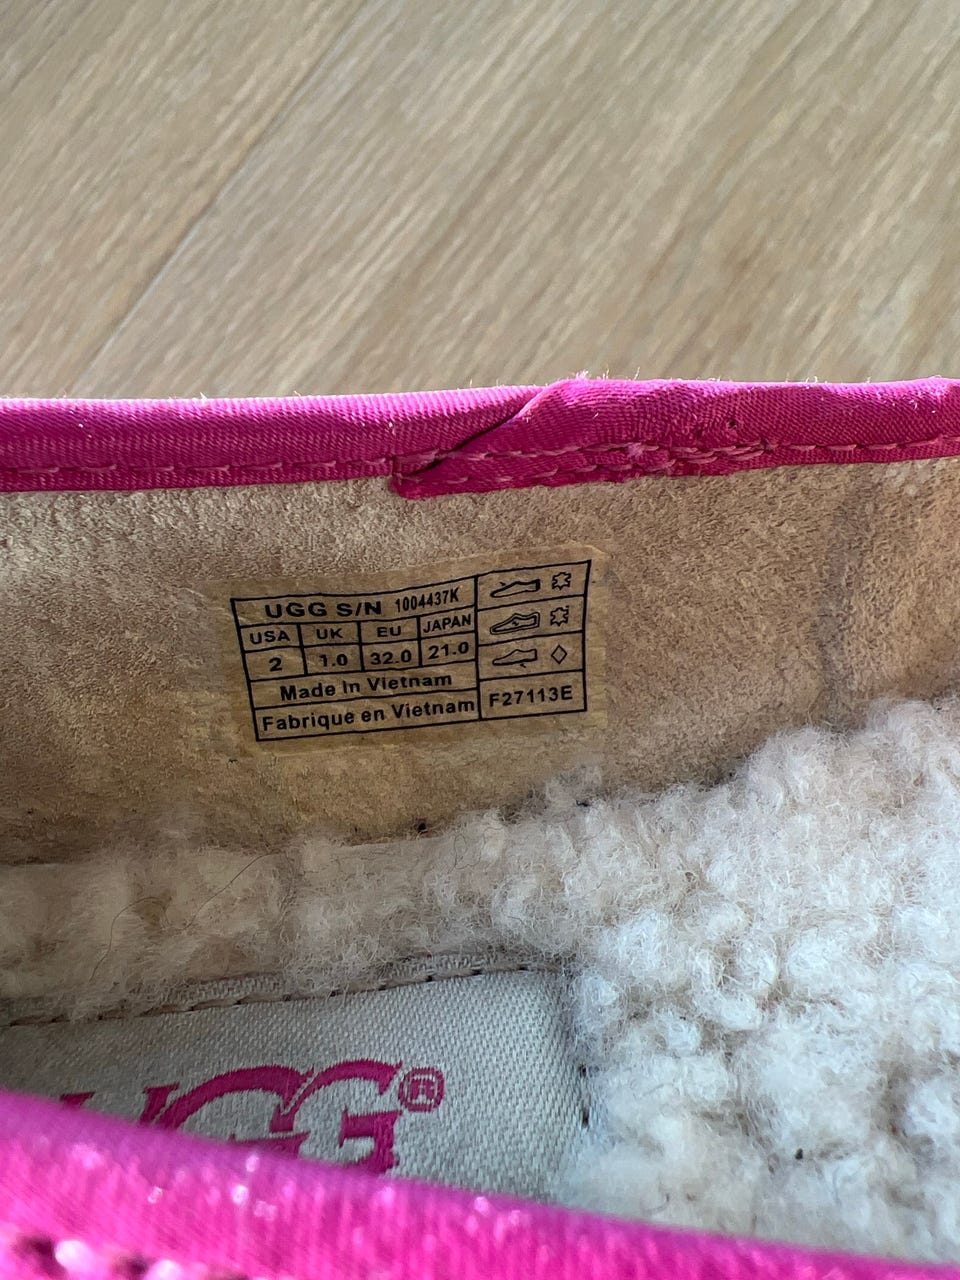 UGG S/N 1004437K
USA UK EU JAPAN
2 1.0 32.0 21.0
Made In Vietnam
Fabriqué en Vietnam F27113E
UGG®